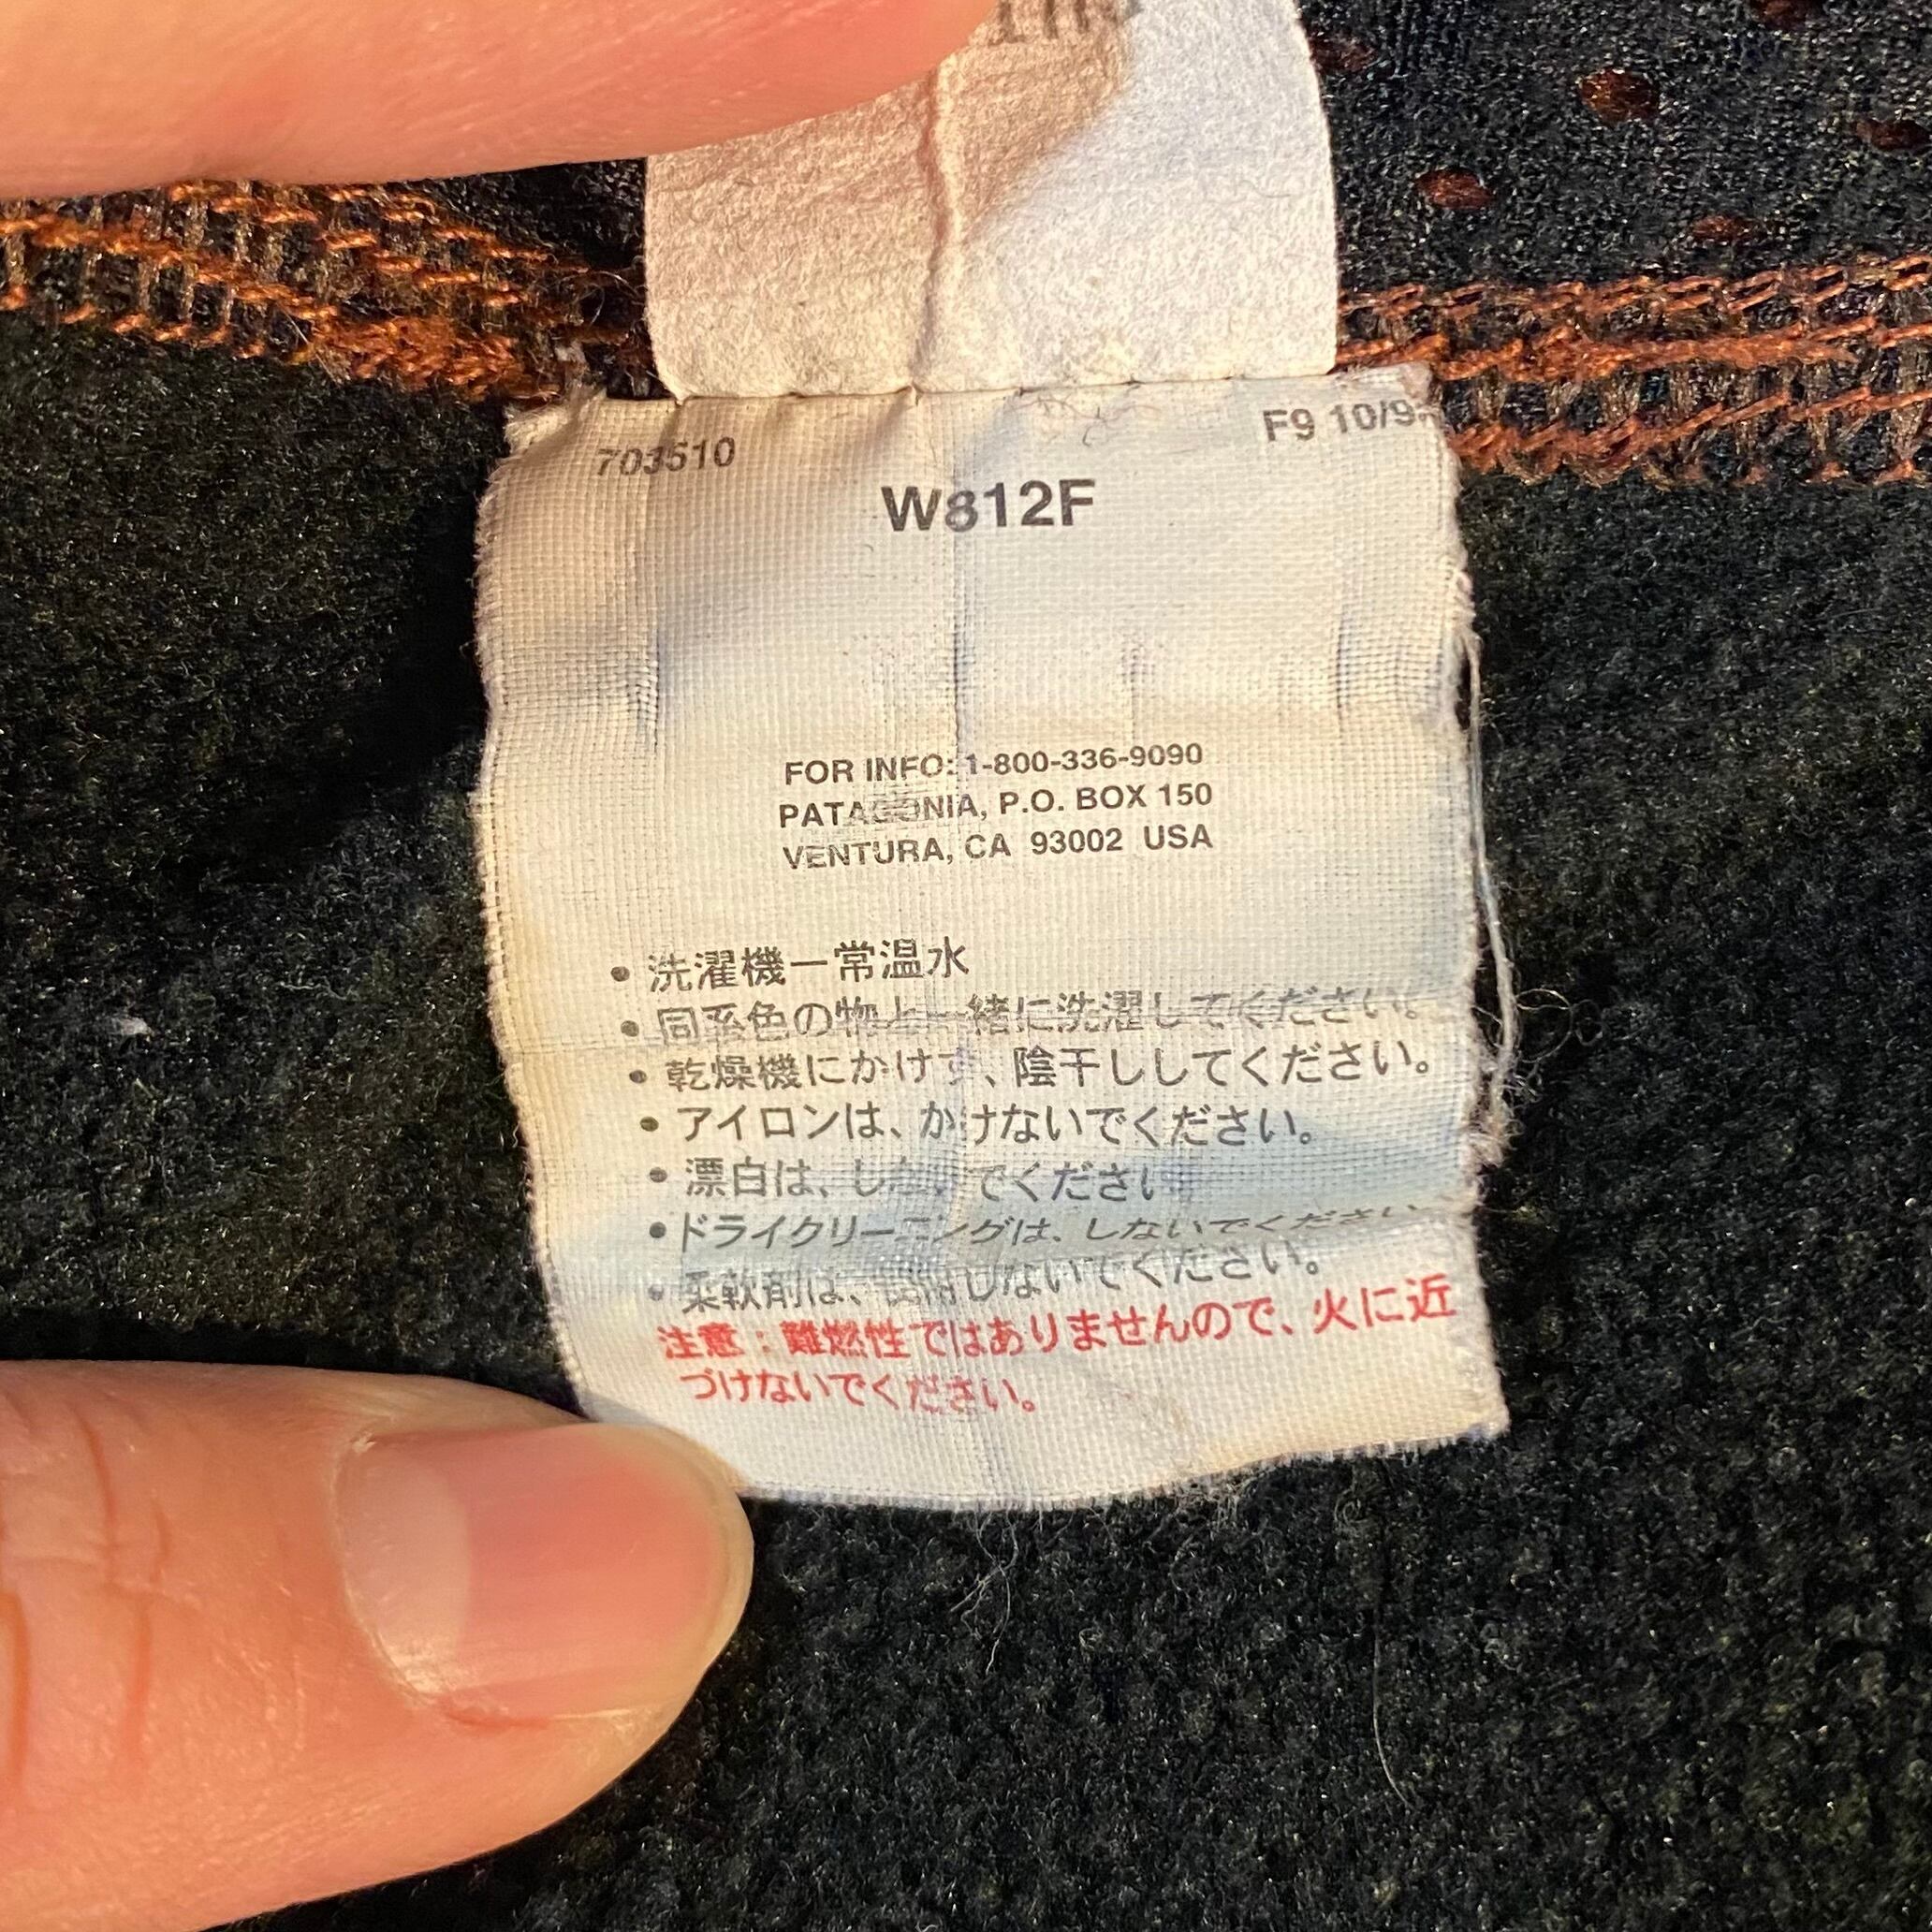 703510
F9 10/9
W812F
FOR INFO: 1-800-336-9090
PATAGONIA, P.O. BOX 150
VENTURA, CA 93002 USA
• 洗濯機ー常温水
• 同系色の物と一緒に洗濯してください。
• 乾燥機にかけず、陰干ししてください。
• アイロンは、かけないでください。
• 漂白は、しないでください
• ドライクリーニングは、しないでください。
• 柔軟剤は、使用しないでください。
注意：難燃性ではありませんので、火に近
づけないでください。